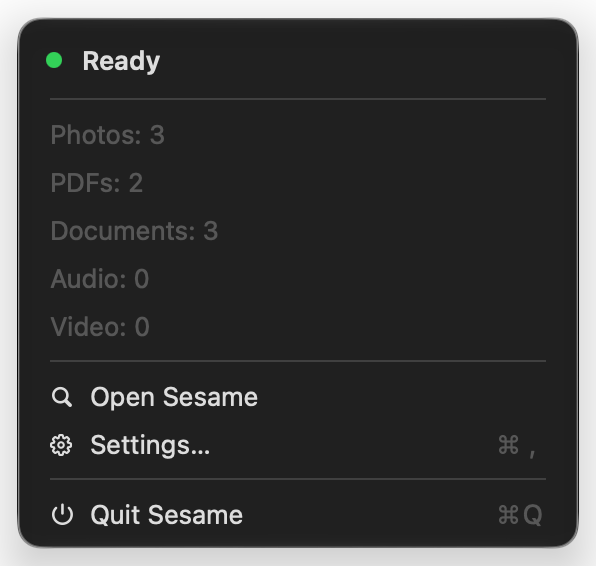 Ready
Photos: 3
PDFs: 2
Documents: 3
Audio: 0
Video: 0
Open Sesame
Settings... ⌘ ,
Quit Sesame ⌘Q